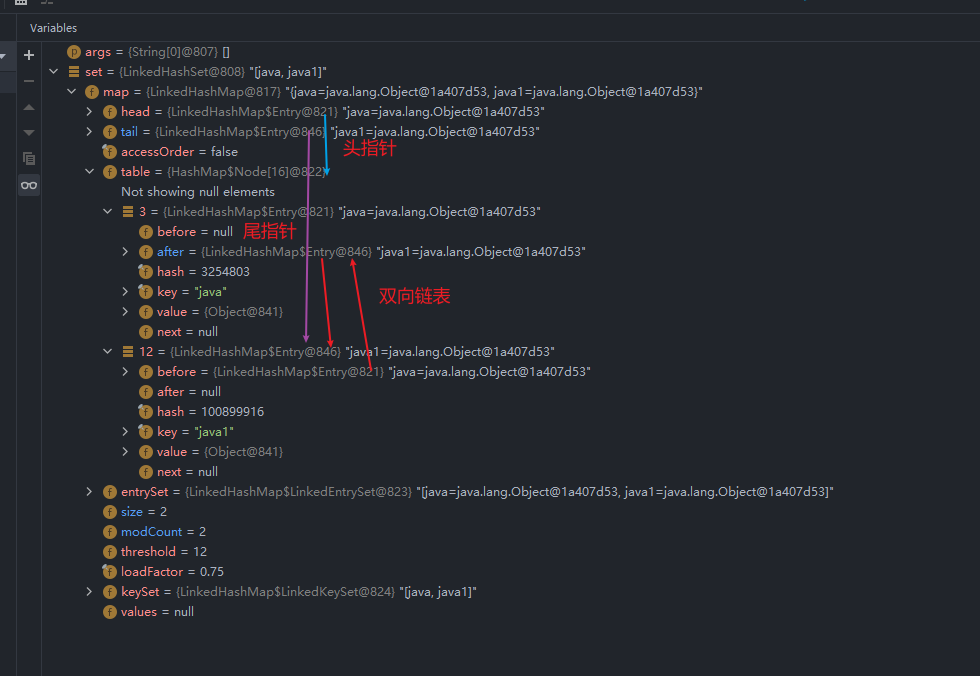 Variables
args = {String[0]@807} []
set = {LinkedHashSet@808} "[java, java1]"
map = {LinkedHashMap@817} "{java=java.lang.Object@1a407d53, java1=java.lang.Object@1a407d53}"
head = {LinkedHashMap$Entry@821} "java=java.lang.Object@1a407d53"
tail = {LinkedHashMap$Entry@846} "java1=java.lang.Object@1a407d53"
头指针
accessOrder = false
table = {HashMap$Node[16]@822}
Not showing null elements
3 = {LinkedHashMap$Entry@821} "java=java.lang.Object@1a407d53"
before = null
尾指针
after = {LinkedHashMap$Entry@846} "java1=java.lang.Object@1a407d53"
hash = 3254803
key = "java"
双向链表
value = {Object@841}
next = null
12 = {LinkedHashMap$Entry@846} "java1=java.lang.Object@1a407d53"
before = {LinkedHashMap$Entry@821} "java=java.lang.Object@1a407d53"
after = null
hash = 100899916
key = "java1"
value = {Object@841}
next = null
entrySet = {LinkedHashMap$LinkedEntrySet@823} "[java=java.lang.Object@1a407d53, java1=java.lang.Object@1a407d53]"
size = 2
modCount = 2
threshold = 12
loadFactor = 0.75
keySet = {LinkedHashMap$LinkedKeySet@824} "[java, java1]"
values = null